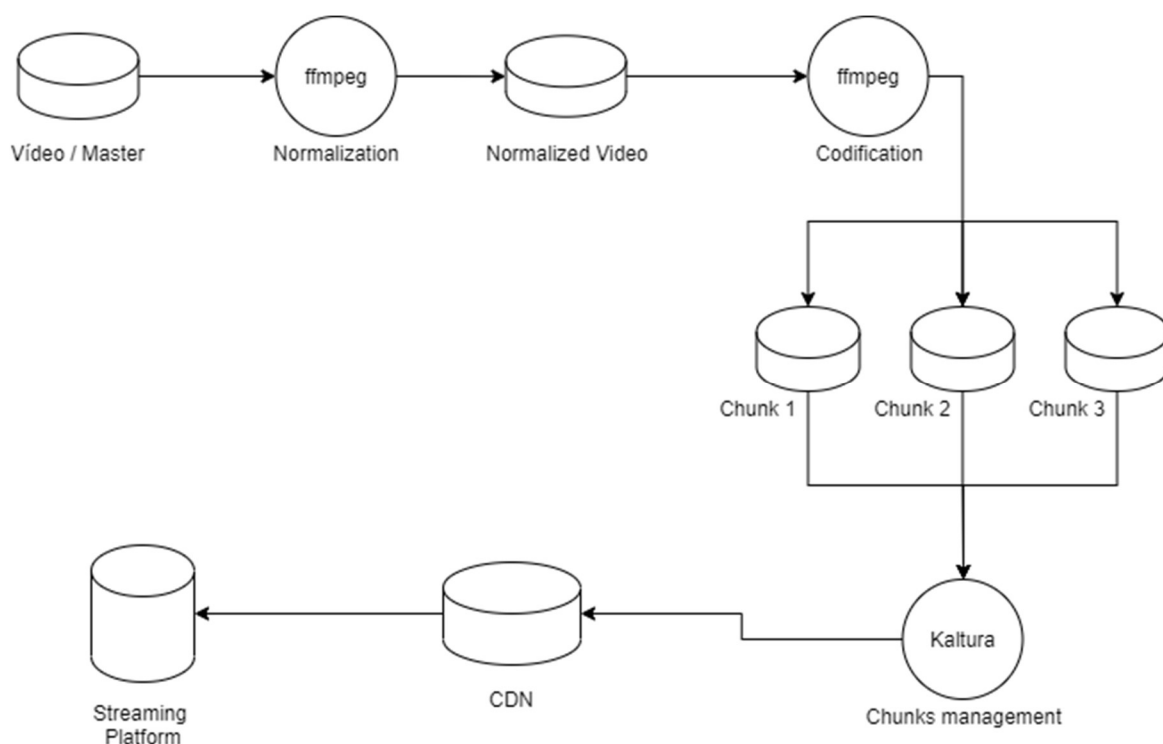 ffmpeg
ffmpeg
Vídeo / Master
Normalization
Normalized Video
Codification
Chunk 1
Chunk 2
Chunk 3
Kaltura
Chunks management
CDN
Streaming
Platform